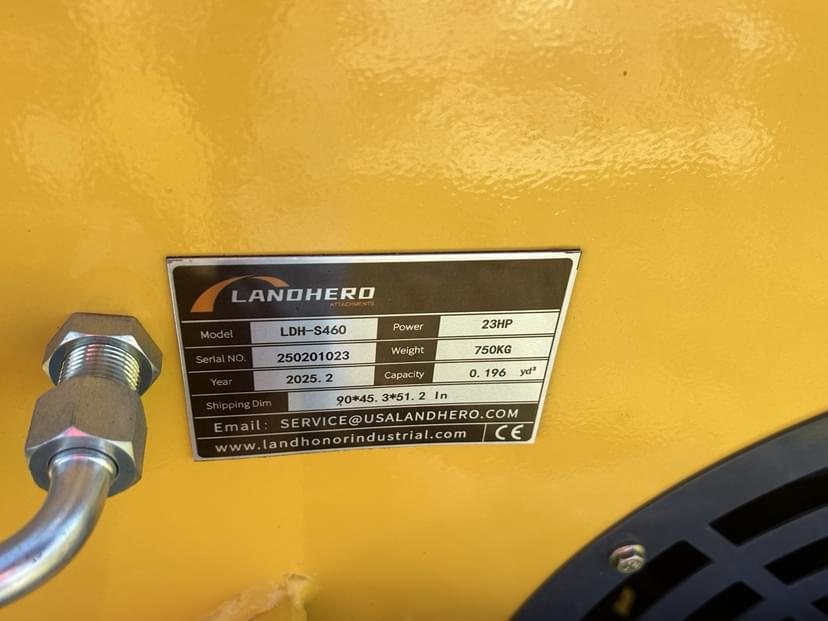 LANDHERO
ATTACHMENTS
Model LDH-S460 Power 23HP
Serial NO. 250201023 Weight 750KG
Year 2025.2 Capacity 0.196 yd³
Shipping Dim 90*45.3*51.2 In
Email: SERVICE@USALANDHERO.COM
www.landhonorindustrial.com CE